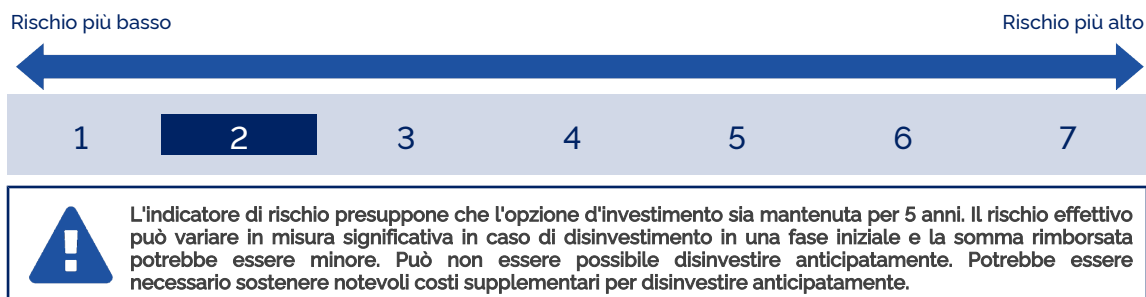 Rischio più basso Rischio più alto
1 2 3 4 5 6 7
L'indicatore di rischio presuppone che l'opzione d'investimento sia mantenuta per 5 anni. Il rischio effettivo
può variare in misura significativa in caso di disinvestimento in una fase iniziale e la somma rimborsata
potrebbe essere minore. Può non essere possibile disinvestire anticipatamente. Potrebbe essere
necessario sostenere notevoli costi supplementari per disinvestire anticipatamente.